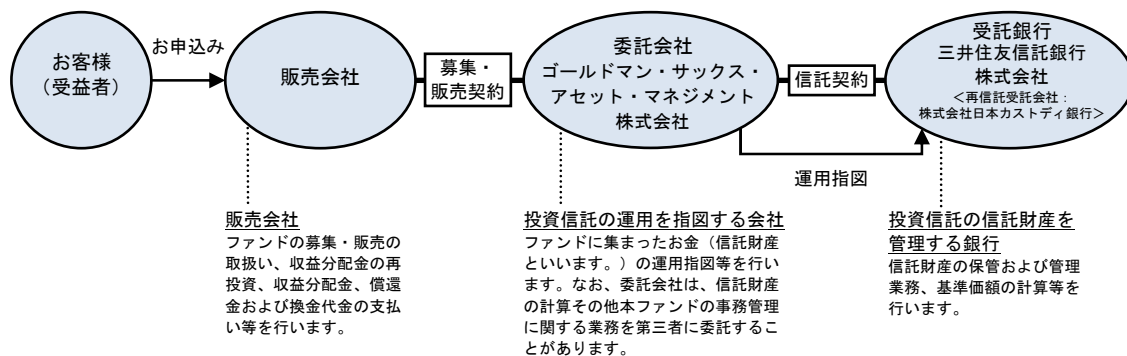 お客様
（受益者）
お申込み
販売会社
募集・
販売契約
委託会社
ゴールドマン・サックス・
アセット・マネジメント
株式会社
信託契約
受託銀行
三井住友信託銀行
株式会社
＜再信託受託会社：
株式会社日本カストディ銀行＞
運用指図
販売会社
ファンドの募集・販売の
取扱い、収益分配金の再
投資、収益分配金、償還
金および換金代金の支払
い等を行います。
投資信託の運用を指図する会社
ファンドに集まったお金（信託財産
といいます。）の運用指図等を行い
ます。なお、委託会社は、信託財産
の計算その他本ファンドの事務管理
に関する業務を第三者に委託するこ
とがあります。
投資信託の信託財産を
管理する銀行
信託財産の保管および管理
業務、基準価額の計算等を
行います。